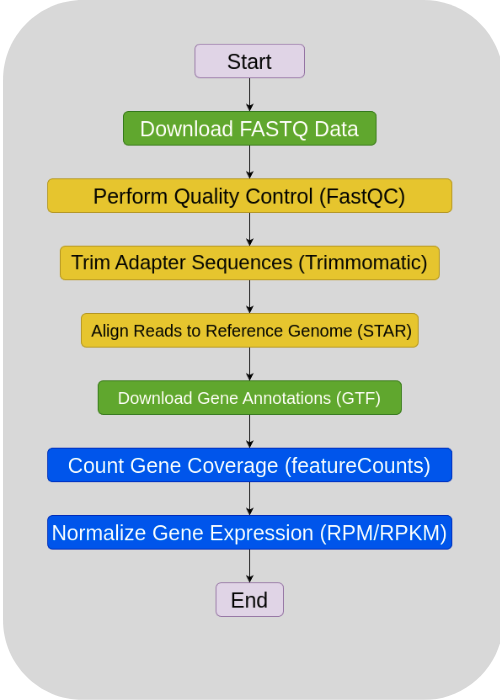 Start
Download FASTQ Data
Perform Quality Control (FastQC)
Trim Adapter Sequences (Trimmomatic)
Align Reads to Reference Genome (STAR)
Download Gene Annotations (GTF)
Count Gene Coverage (featureCounts)
Normalize Gene Expression (RPM/RPKM)
End